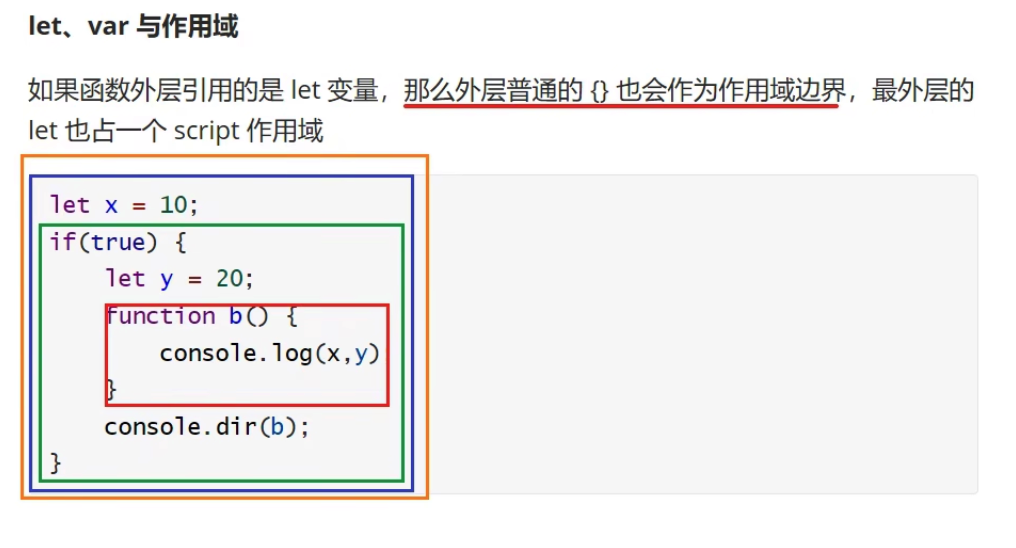 let、var 与作用域
如果函数外层引用的是 let 变量，那么外层普通的 {} 也会作为作用域边界，最外层的
let 也占一个 script 作用域
let x = 10;
if(true) {
    let y = 20;
    function b() {
        console.log(x,y)
    }
    console.dir(b);
}